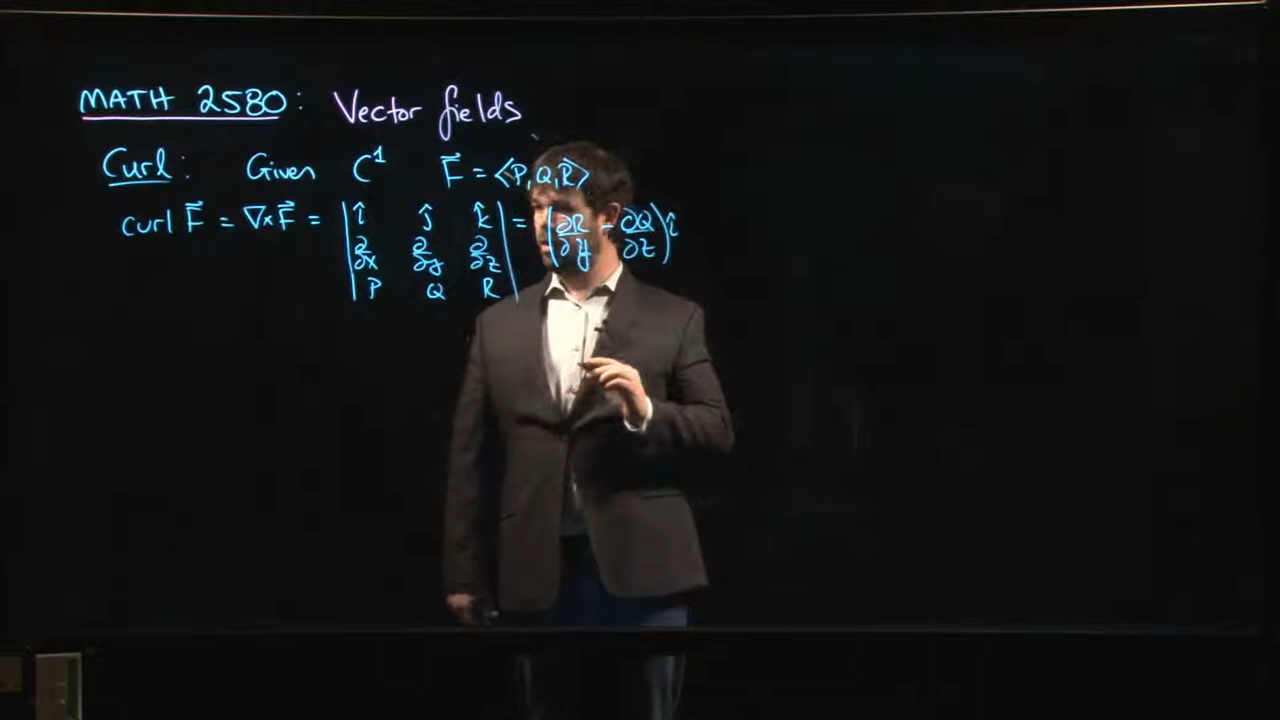 MATH 2580: Vector fields
Curl: Given C¹ F⃗ = ⟨P, Q, R⟩
curl F⃗ = ∇×F⃗ = | î ĵ k̂ | = (∂R/∂y − ∂Q/∂z) î
∂/∂x ∂/∂y ∂/∂z
P Q R